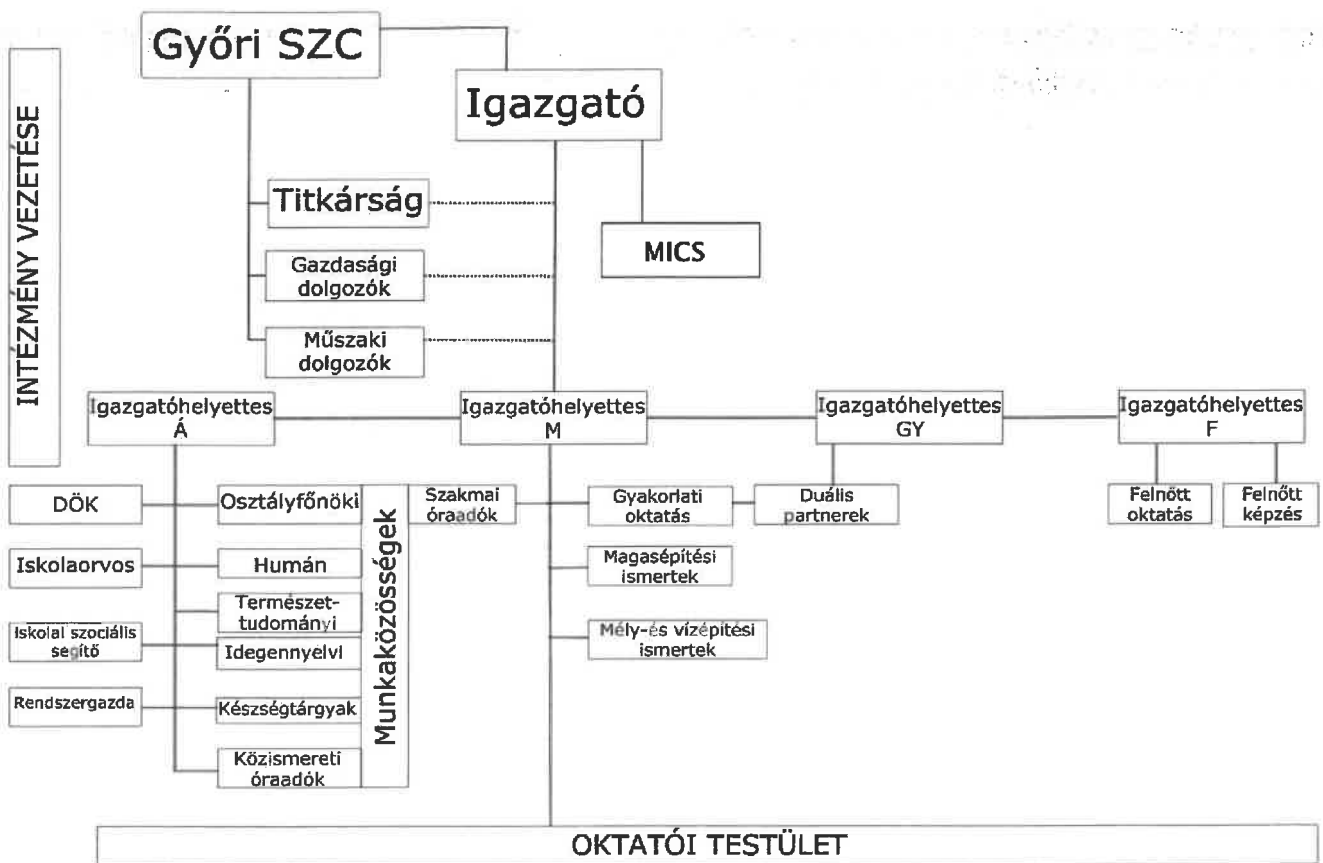 Győri SZC
Igazgató
INTÉZMÉNY VEZETÉSE
Titkárság
MICS
Gazdasági
dolgozók
Műszaki
dolgozók
Igazgatóhelyettes
Á
Igazgatóhelyettes
M
Igazgatóhelyettes
GY
Igazgatóhelyettes
F
DÖK
Osztályfőnöki
Munkaközösségek
Szakmai
óraadók
Gyakorlati
oktatás
Duális
partnerek
Felnőtt
oktatás
Felnőtt
képzés
Iskolaorvos
Humán
Magasépítési
ismertek
Természet-
tudományi
Iskolai szociális
segítő
Idegennyelvi
Mély-és vízépítési
ismertek
Rendszergazda
Készségtárgyak
Közismereti
óraadók
OKTATÓI TESTÜLET